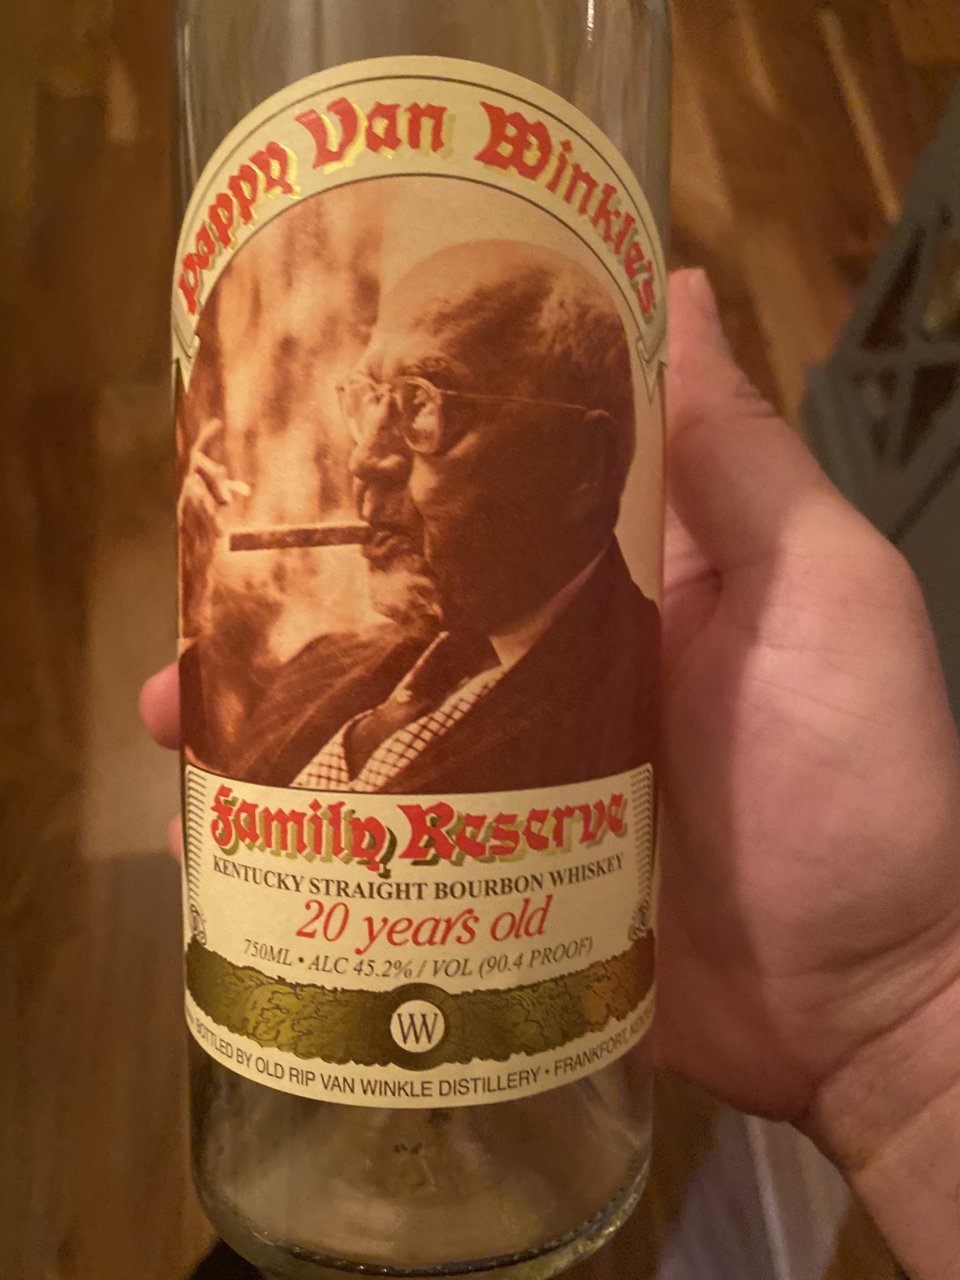 Pappy Van Winkle's
Family Reserve
KENTUCKY STRAIGHT BOURBON WHISKEY
20 years old
750ML • ALC 45.2% / VOL (90.4 PROOF)
VW
BOTTLED BY OLD RIP VAN WINKLE DISTILLERY • FRANKFORT,